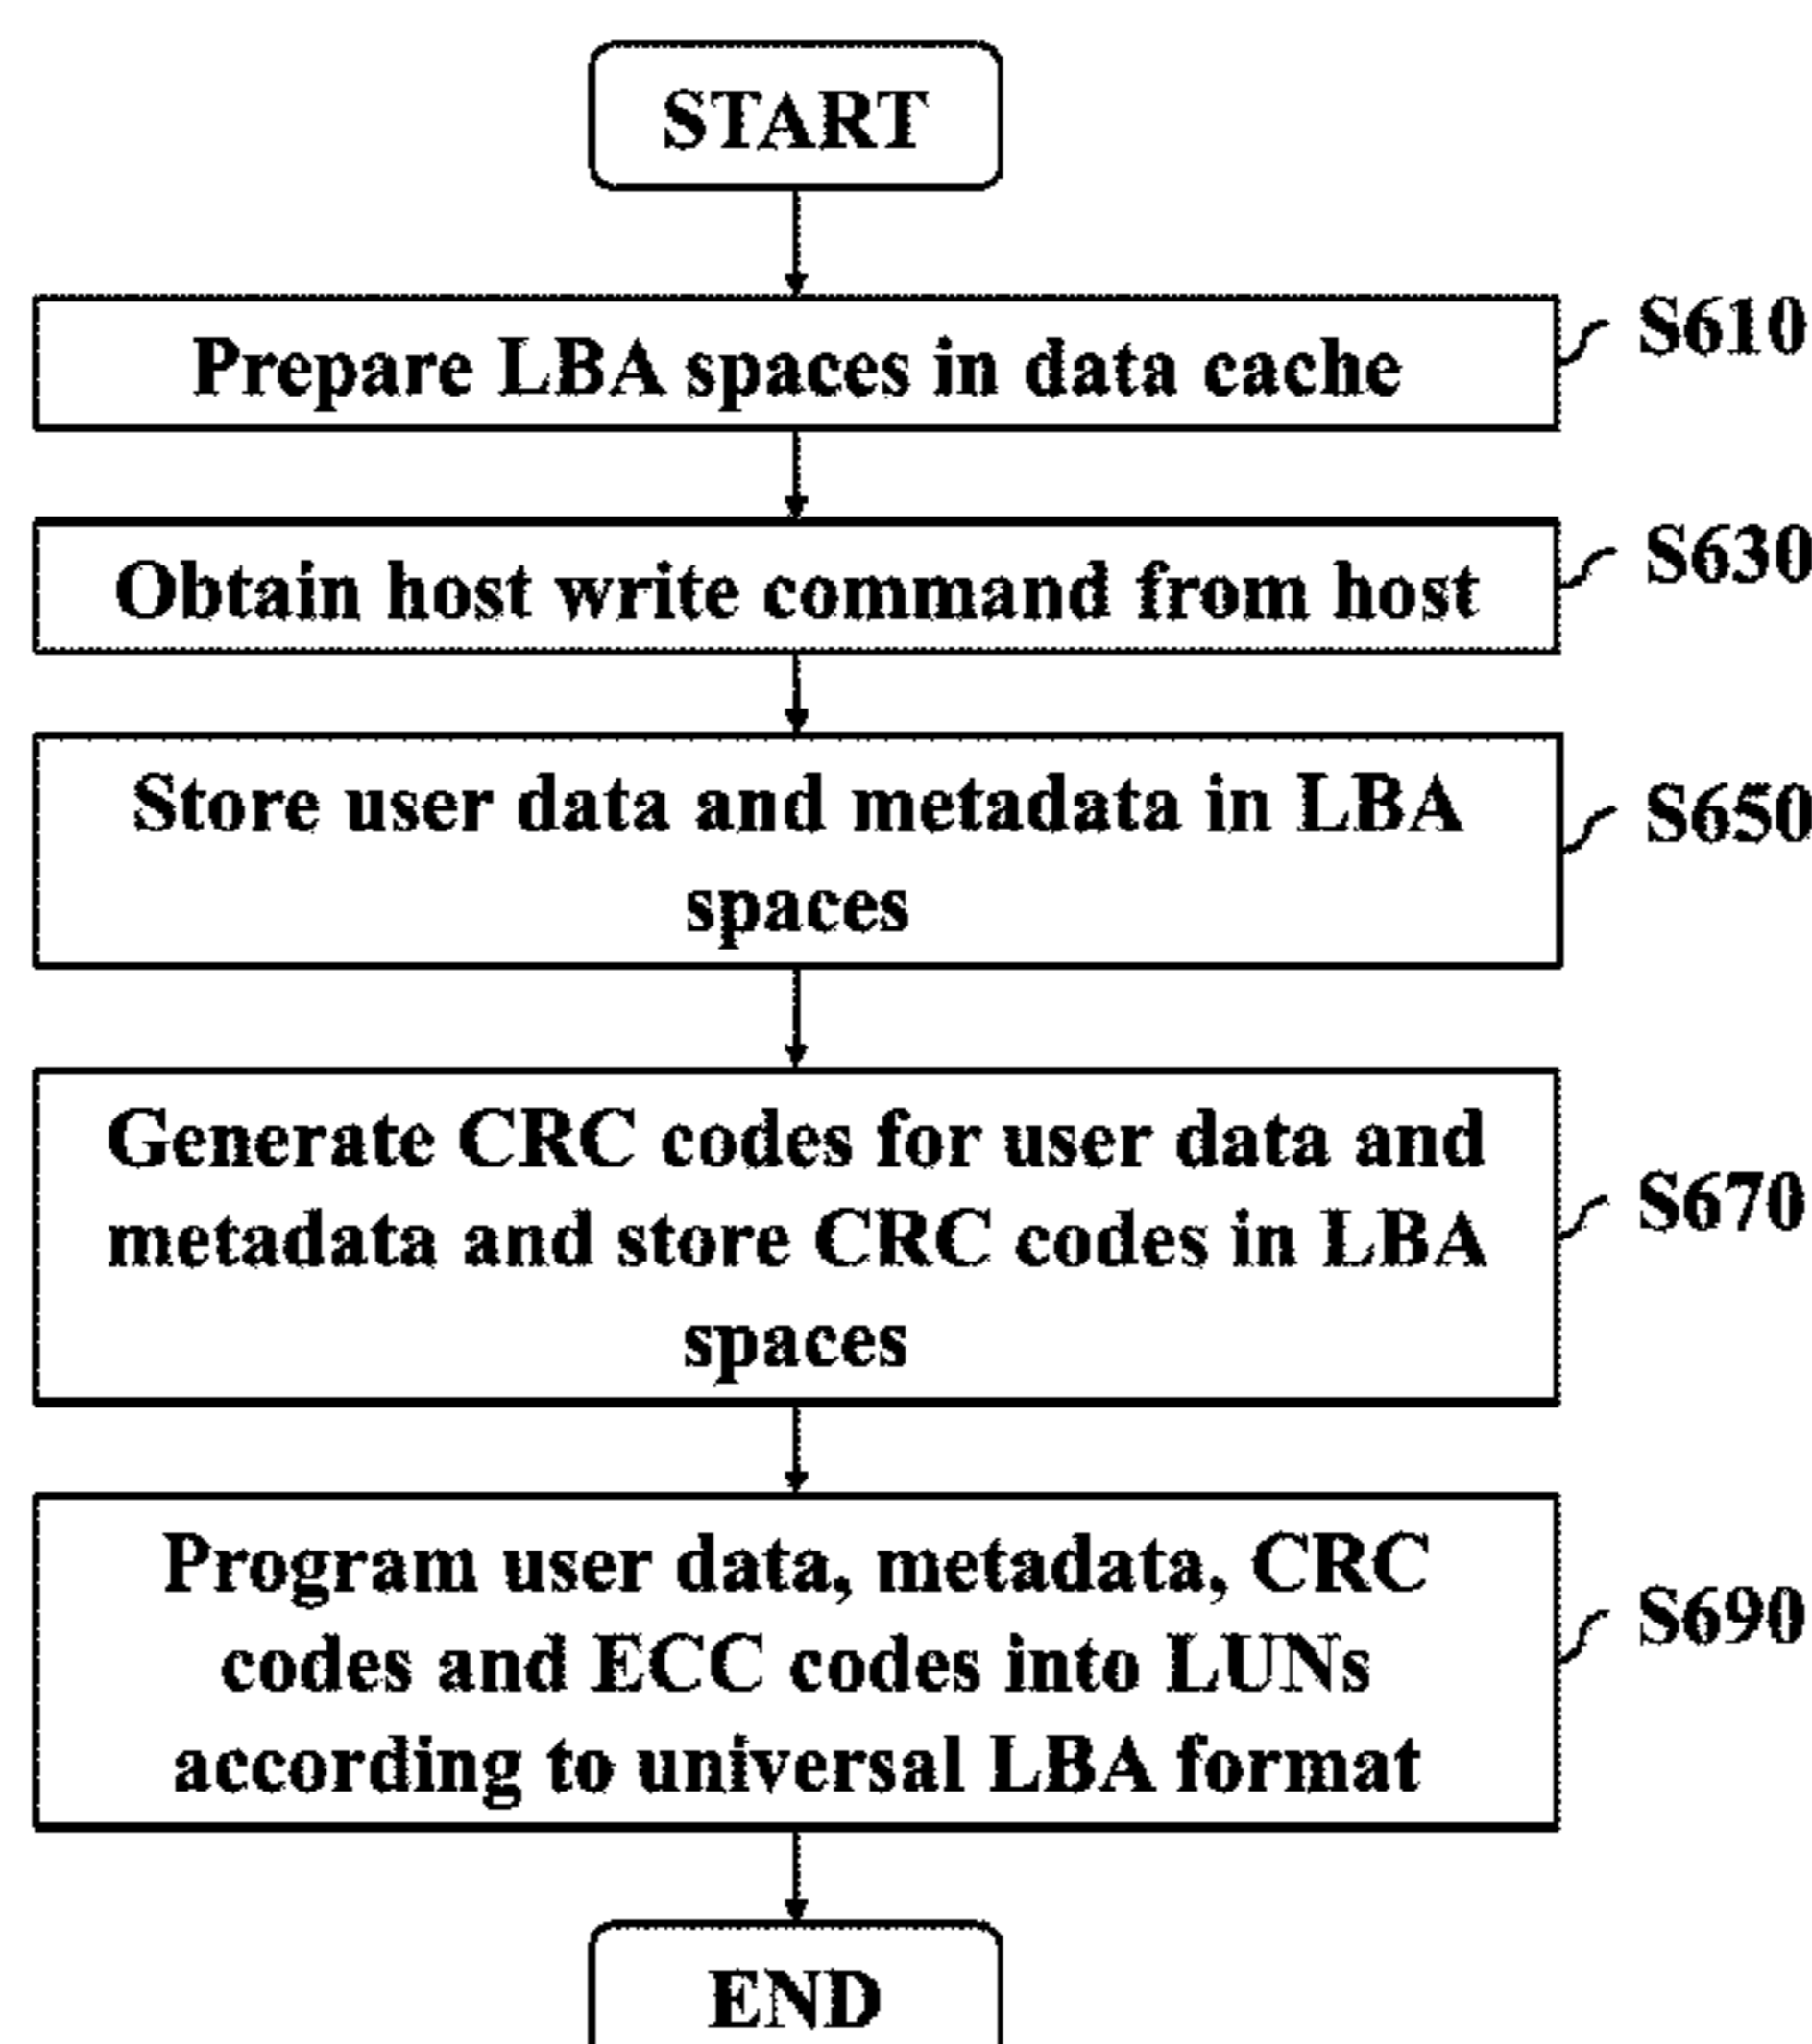 START
Prepare LBA spaces in data cache
S610
Obtain host write command from host
S630
Store user data and metadata in LBA
spaces
S650
Generate CRC codes for user data and
metadata and store CRC codes in LBA
spaces
S670
Program user data, metadata, CRC
codes and ECC codes into LUNs
according to universal LBA format
S690
END